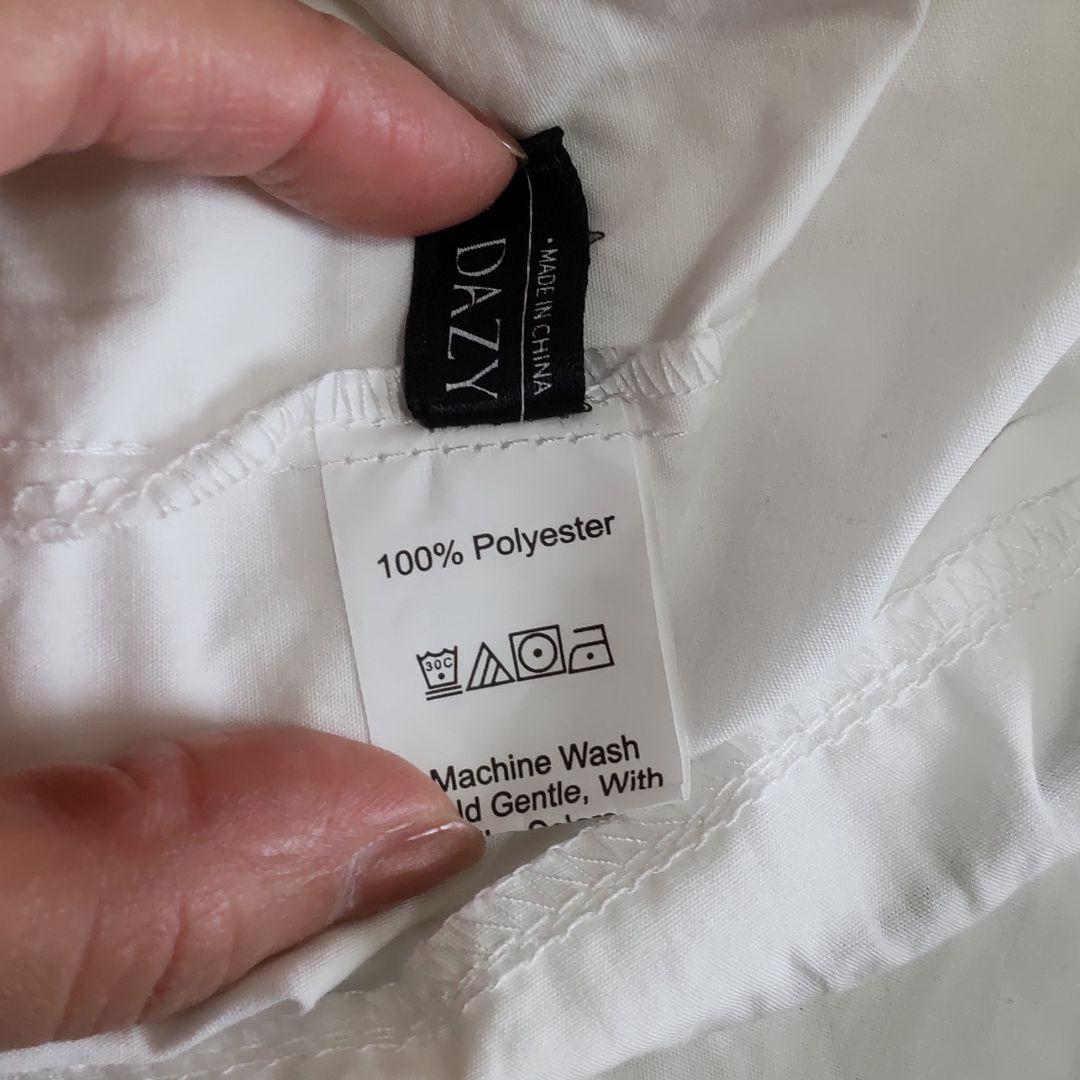 DAZY
·MADE IN CHINA
100% Polyester
30C
Machine Wash
Gentle, With